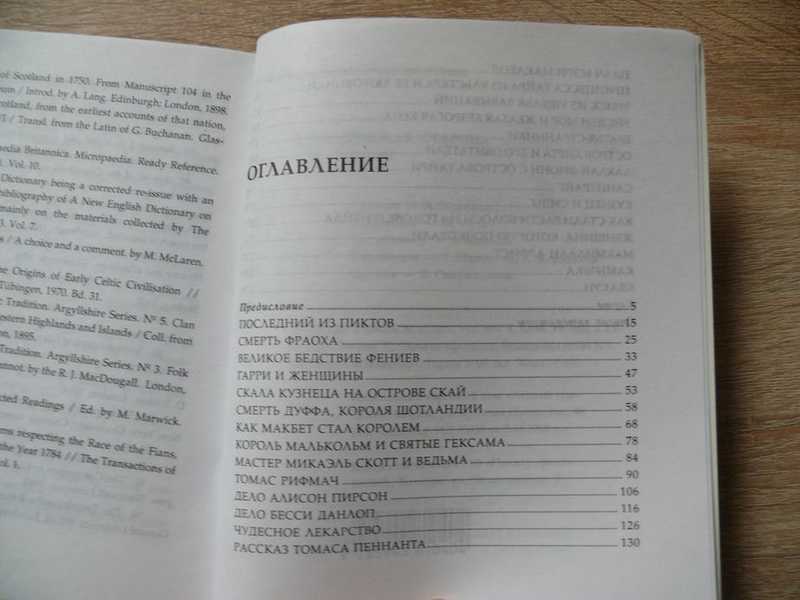 of Scotland in 1750. From Manuscript 104 in the
/ Introd. by A. Lang. Edinburgh; London, 1898.
from the earliest accounts of that nation,
/ Transl. from the Latin of G. Buchanan. Glas-
Britannica. Micropaedia. Ready Reference.
Vol. 10.
Dictionary being a corrected re-issue with an
bibliography of A New English Dictionary on
mainly on the materials collected by The
Vol. 7.
/ A choice and a comment. by M. McLaren.
Origins of Early Celtic Civilisation //
Tübingen, 1970. Bd. 31.
Tradition. Argyllshire Series. № 5. Clan
Highlands and Islands / Coll. from
1895.
Tradition. Argyllshire Series. № 3. Folk
by the R. J. MacDougall. London,
Readings / Ed. by M. Marwick.
respecting the Race of the Fians,
the Year 1784 // The Transactions of
ОГЛАВЛЕНИЕ
Предисловие 5
ПОСЛЕДНИЙ ИЗ ПИКТОВ 15
СМЕРТЬ ФРАОХА 25
ВЕЛИКОЕ БЕДСТВИЕ ФЕНИЕВ 33
ГАРРИ И ЖЕНЩИНЫ 47
СКАЛА КУЗНЕЦА НА ОСТРОВЕ СКАЙ 53
СМЕРТЬ ДУФФА, КОРОЛЯ ШОТЛАНДИИ 58
КАК МАКБЕТ СТАЛ КОРОЛЕМ 68
КОРОЛЬ МАЛЬКОЛЬМ И СВЯТЫЕ ГЕКСАМА 78
МАСТЕР МИКАЭЛЬ СКОТТ И ВЕДЬМА 84
ТОМАС РИФМАЧ 90
ДЕЛО АЛИСОН ПИРСОН 106
ДЕЛО БЕССИ ДАНЛОП 116
ЧУДЕСНОЕ ЛЕКАРСТВО 126
РАССКАЗ ТОМАСА ПЕННАНТА 130